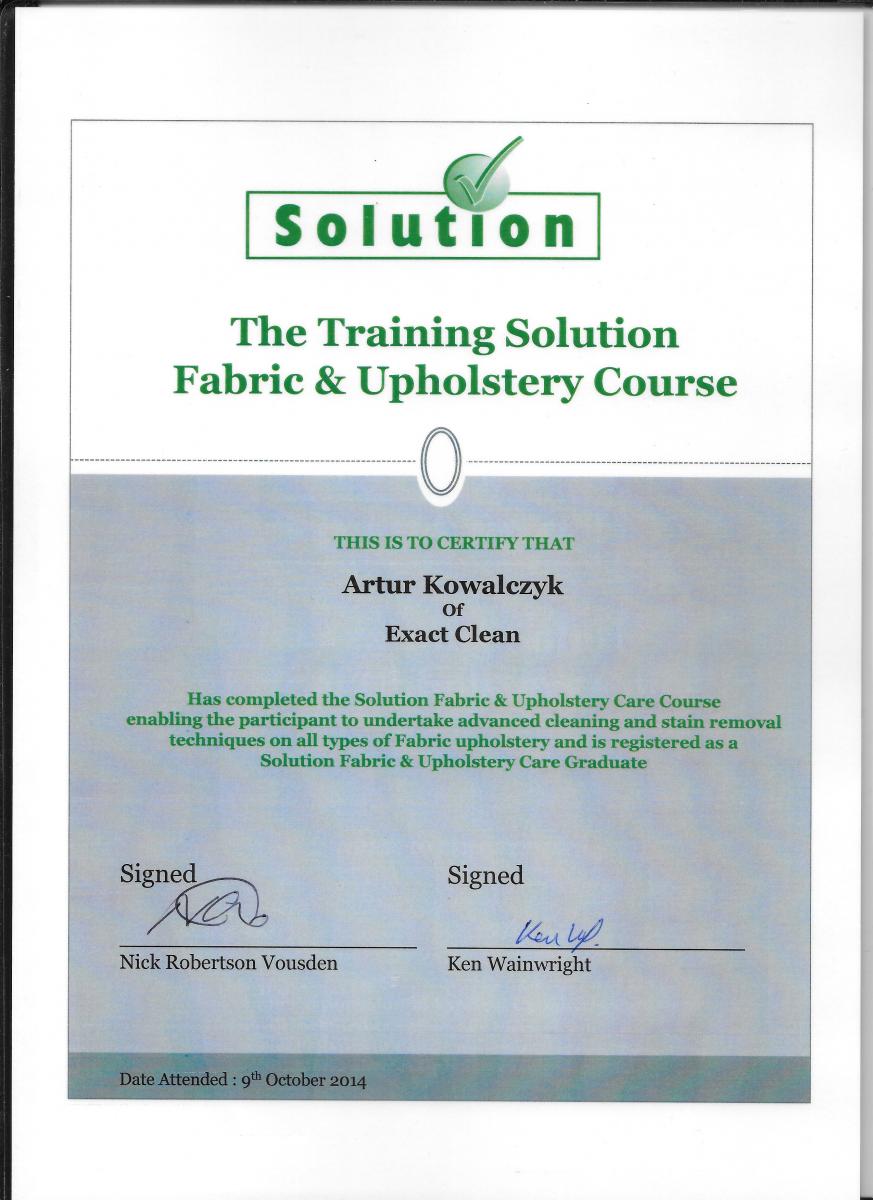 Solution
The Training Solution
Fabric & Upholstery Course
THIS IS TO CERTIFY THAT
Artur Kowalczyk
Of
Exact Clean
Has completed the Solution Fabric & Upholstery Care Course
enabling the participant to undertake advanced cleaning and stain removal
techniques on all types of Fabric upholstery and is registered as a
Solution Fabric & Upholstery Care Graduate
Signed
Signed
Nick Robertson Vousden
Ken Wainwright
Date Attended : 9th October 2014